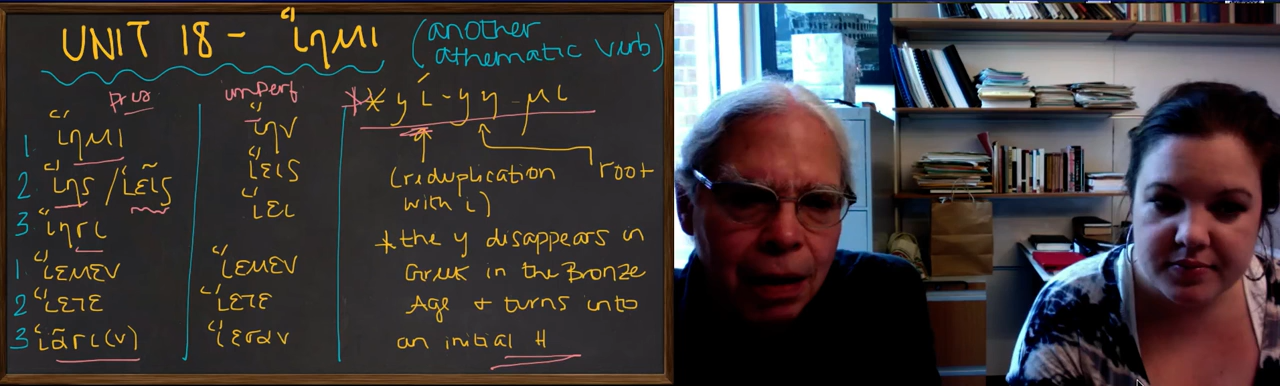 UNIT 18 - ἵημι (another athematic verb)
pres
imperf
1. ἵημι
2 ἵης / ἱεῖς
3 ἵησι
1. ἵεμεν
2 ἵετε
3 ἱᾶσι(ν)
ἵην
ἵεις
ἵει
ἵεμεν
ἵετε
ἵεσαν
** yί-yη-μι
(reduplication with ι)
root
* the y disappears in
Greek in the Bronze
Age + turns into
an initial H